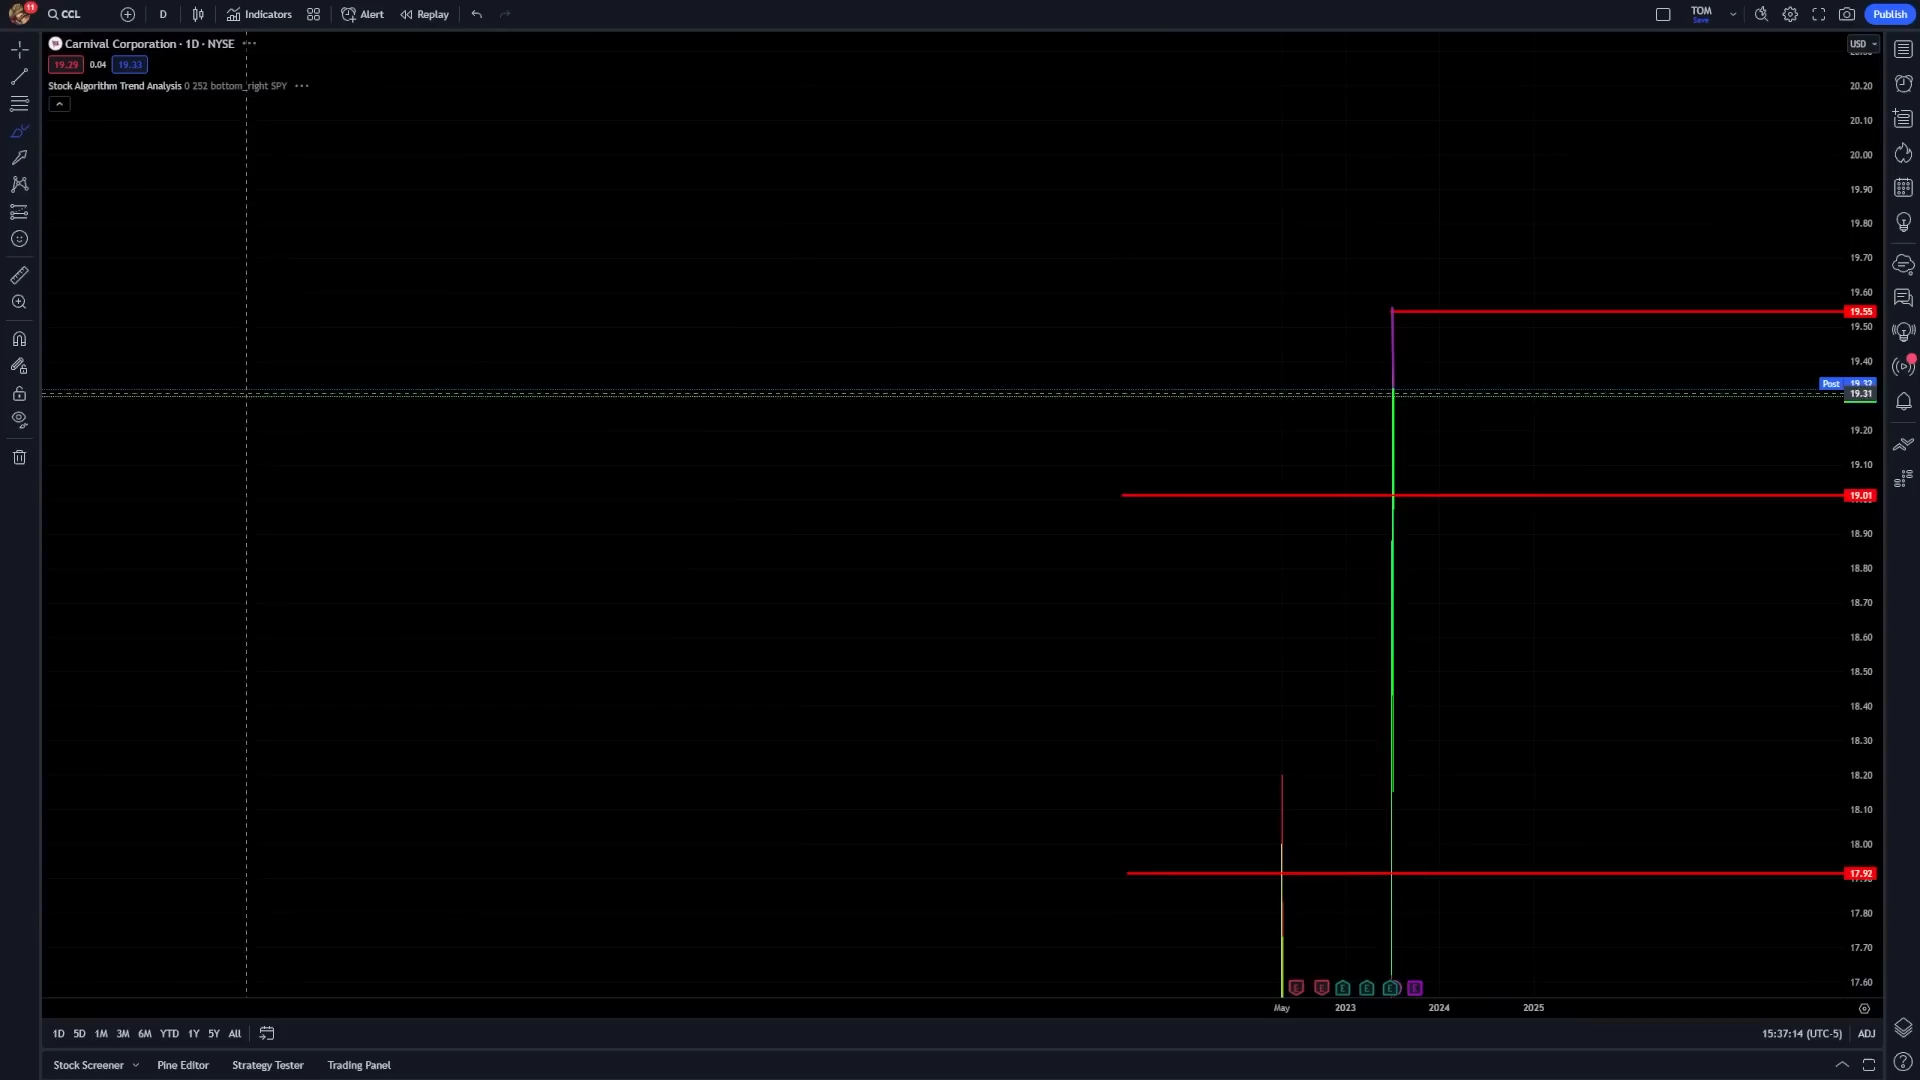 11
CCL
D
Indicators
Alert
Replay
TOM
Save
Publish
Carnival Corporation · 1D · NYSE
19.29 0.04 19.33
Stock Algorithm Trend Analysis 0 252 bottom_right SPY
USD
20.20
20.10
20.00
19.90
19.80
19.70
19.60
19.55
19.50
19.40
Post 19.32
19.31
19.20
19.10
19.01
18.90
18.80
18.70
18.60
18.50
18.40
18.30
18.20
18.10
18.00
17.92
17.80
17.70
17.60
E E E E E E
May 2023 2024 2025
1D 5D 1M 3M 6M YTD 1Y 5Y All
15:37:14 (UTC-5) ADJ
Stock Screener Pine Editor Strategy Tester Trading Panel